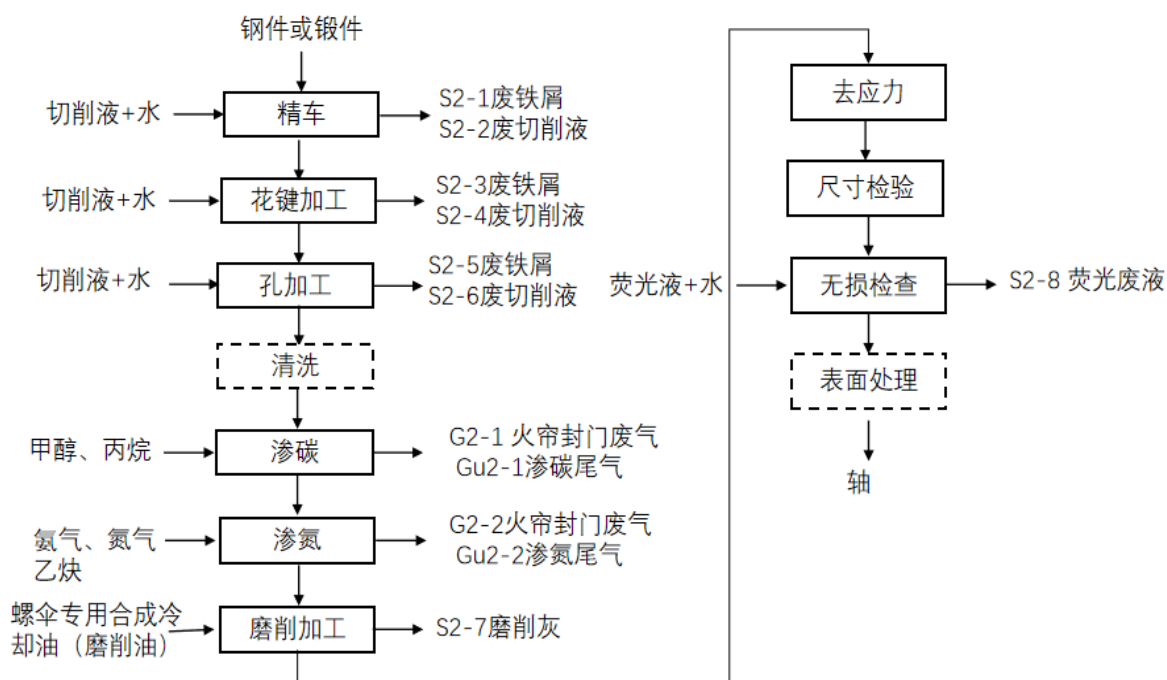 钢件或锻件
切削液+水
精车
S2-1废铁屑
S2-2废切削液
切削液+水
花键加工
S2-3废铁屑
S2-4废切削液
切削液+水
孔加工
S2-5废铁屑
S2-6废切削液
清洗
甲醇、丙烷
渗碳
G2-1 火帘封门废气
Gu2-1渗碳尾气
氨气、氮气
乙炔
渗氮
G2-2火帘封门废气
Gu2-2渗氮尾气
螺伞专用合成冷
却油（磨削油）
磨削加工
S2-7磨削灰
去应力
尺寸检验
荧光液+水
无损检查
S2-8 荧光废液
表面处理
轴